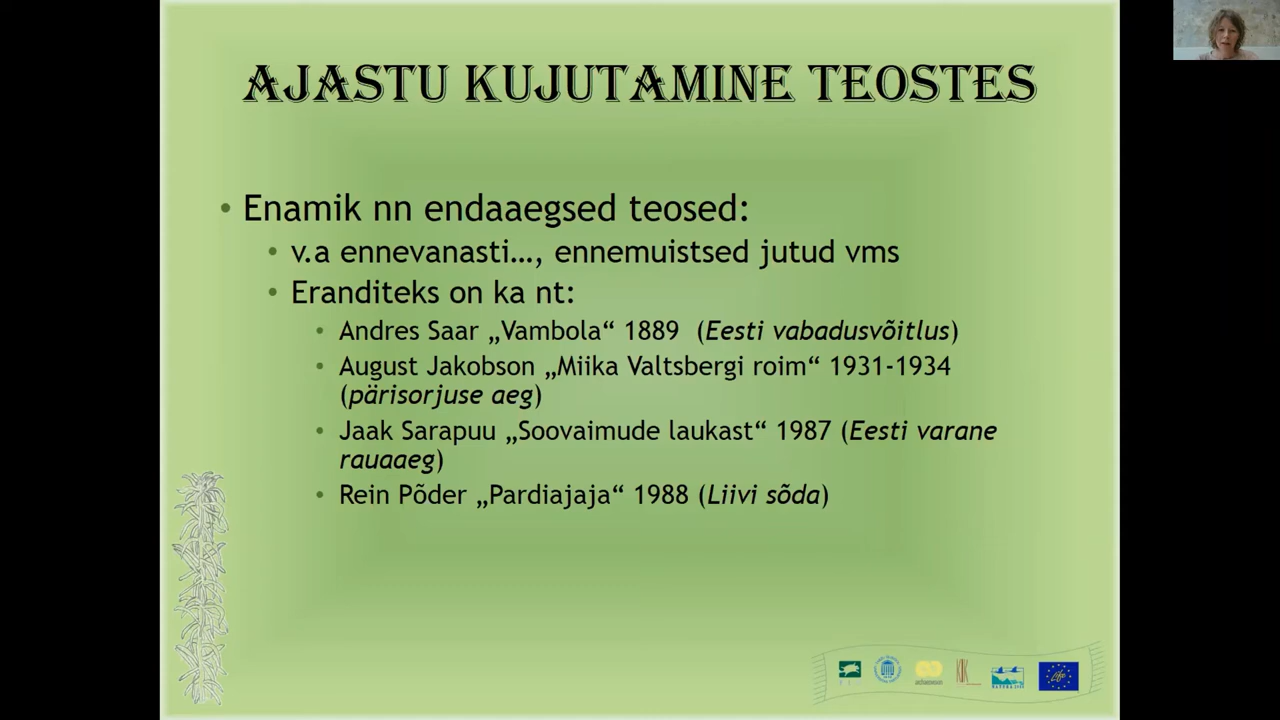 AJASTU KUJUTAMINE TEOSTES
• Enamik nn endaaegsed teosed:
• v.a ennevanasti…, ennemuistsed jutud vms
• Eranditeks on ka nt:
• Andres Saar „Vambola“ 1889 (Eesti vabadusvõitlus)
• August Jakobson „Miika Valtsbergi roim“ 1931-1934
(pärisorjuse aeg)
• Jaak Sarapuu „Soovaimude laukast“ 1987 (Eesti varane
rauaaeg)
• Rein Põder „Pardiajaja“ 1988 (Liivi sõda)
KIK
Life